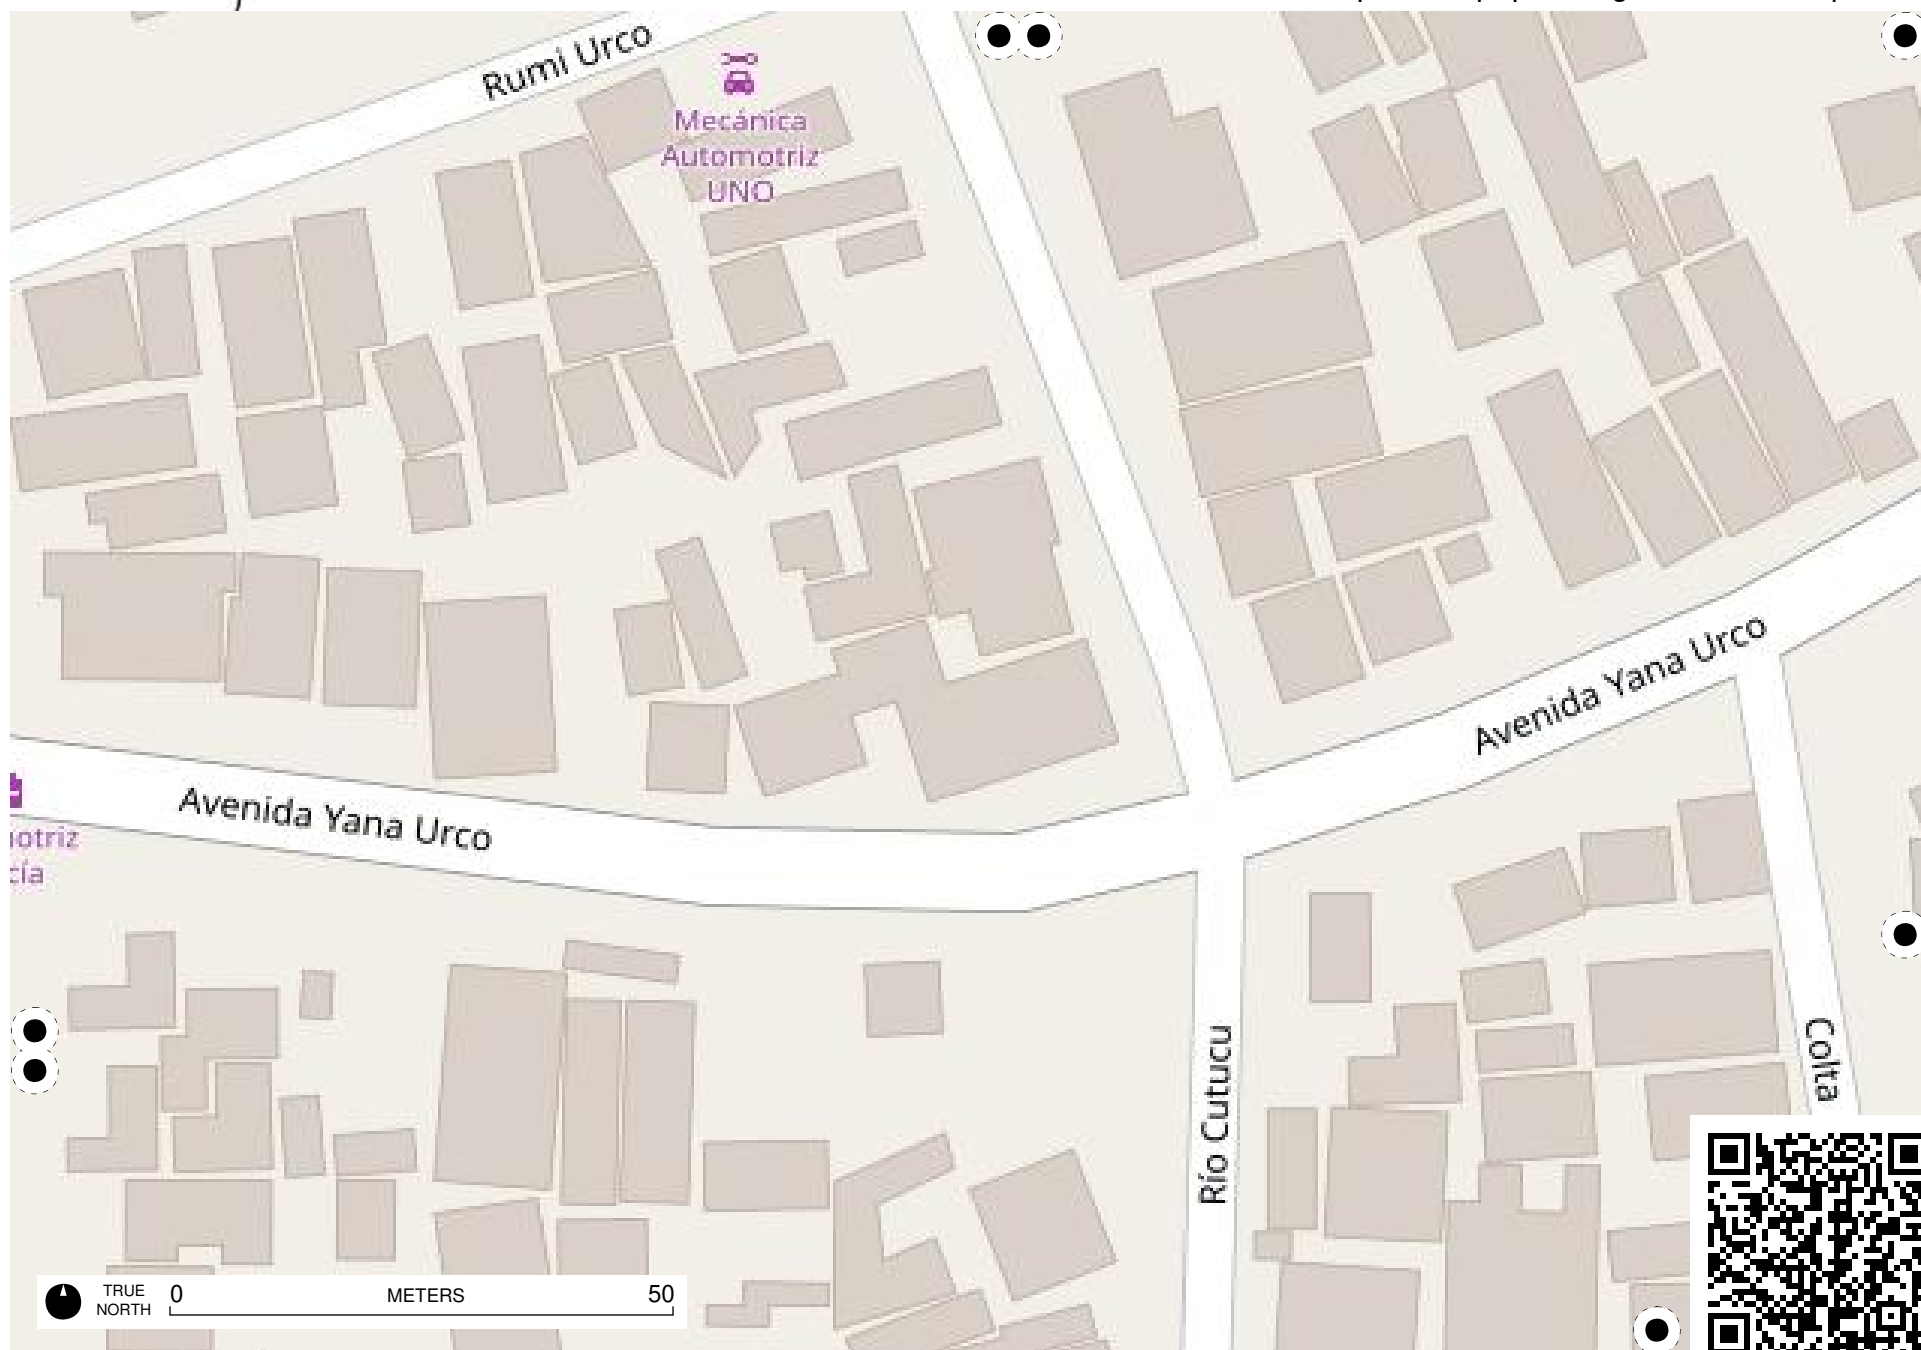 Rumi Urco
Mecánica
Automotriz
UNO
Avenida Yana Urco
Avenida Yana Urco
Río Cutucu
Colta
TRUE
NORTH
0
METERS
50